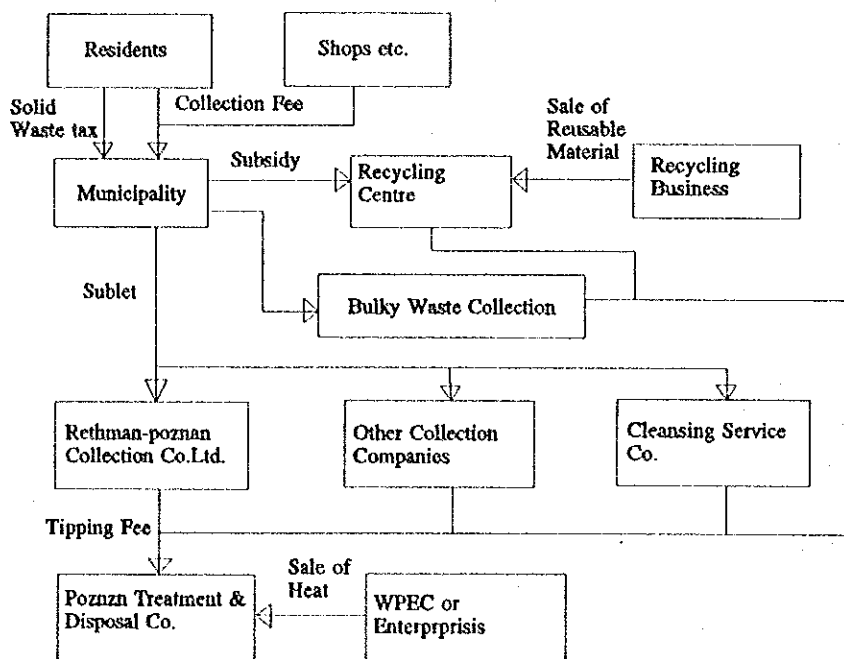 Residents
Shops etc.
Solid
Waste tax
Collection Fee
Sale of
Reusable
Material
Municipality
Subsidy
Recycling
Centre
Recycling
Business
Sublet
Bulky Waste Collection
Rethman-poznan
Collection Co.Ltd.
Other Collection
Companies
Cleansing Service
Co.
Tipping Fee
Sale of
Heat
Poznzn Treatment &
Disposal Co.
WPEC or
Enterprprisis